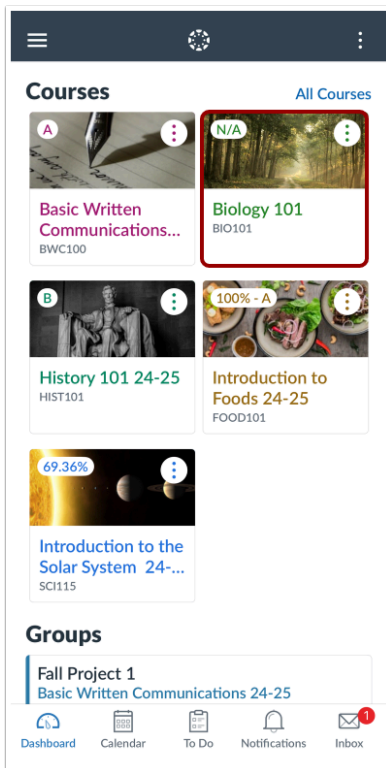 Courses
All Courses
A
Basic Written
Communications...
BWC100
N/A
Biology 101
BIO101
B
History 101 24-25
HIST101
100% - A
Introduction to
Foods 24-25
FOOD101
69.36%
Introduction to the
Solar System 24-...
SCI115
Groups
Fall Project 1
Basic Written Communications 24-25
Dashboard
Calendar
To Do
Notifications
1
Inbox